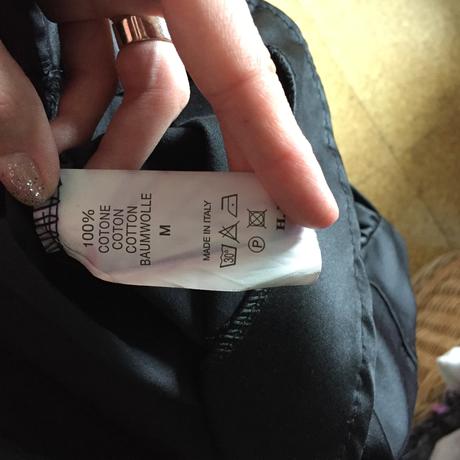 100%
COTONE
COTON
COTTON
BAUMWOLLE
M
MADE IN ITALY
30°
P
H.